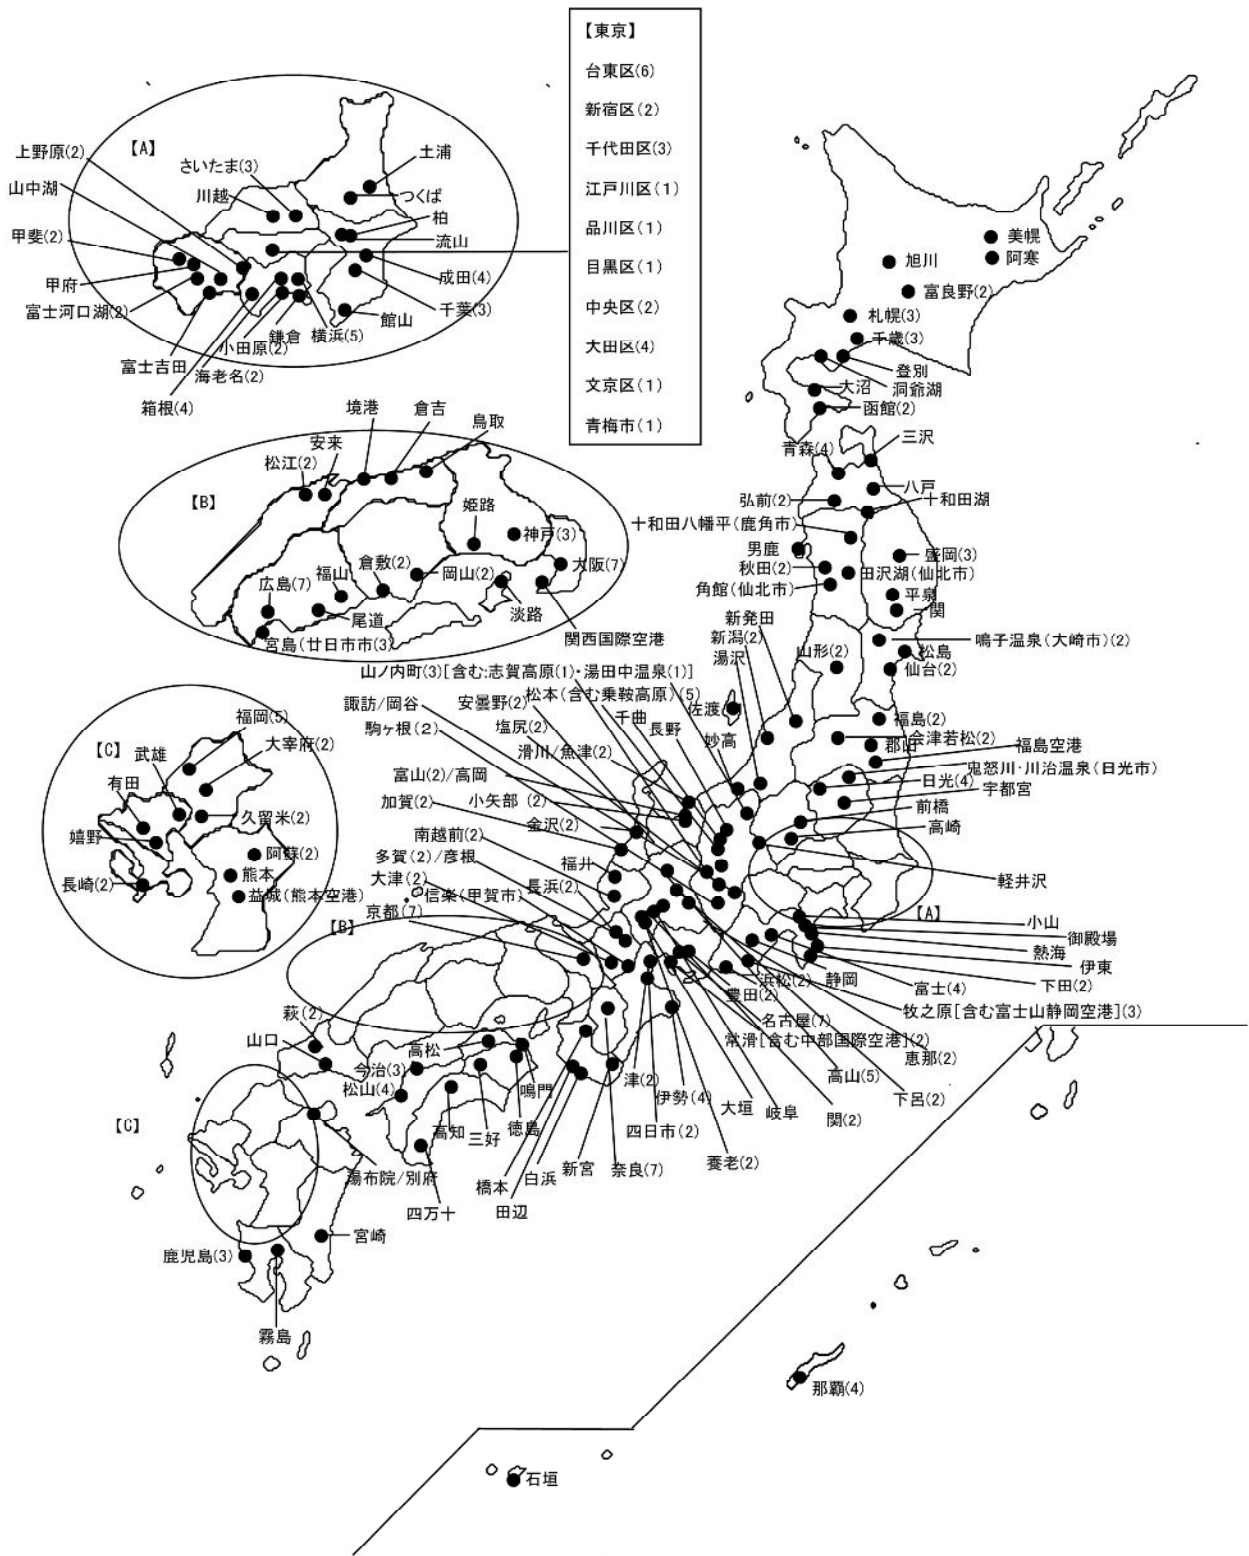 【東京】
台東区(6)
新宿区(2)
千代田区(3)
江戸川区(1)
品川区(1)
目黒区(1)
中央区(2)
大田区(4)
文京区(1)
青梅市(1)
【A】
上野原(2)
さいたま(3)
土浦
山中湖
川越
つくば
柏
甲斐(2)
流山
甲府
成田(4)
富士河口湖(2)
千葉(3)
館山
鎌倉
横浜(5)
小田原(2)
富士吉田
海老名(2)
箱根(4)
美幌
阿寒
旭川
富良野(2)
札幌(3)
千歳(3)
登別
洞爺湖
大沼
函館(2)
三沢
青森(4)
八戸
弘前(2)
十和田湖
十和田八幡平(鹿角市)
男鹿
盛岡(3)
秋田(2)
田沢湖(仙北市)
角館(仙北市)
平泉
一関
新発田
新潟(2)
湯沢
山形(2)
鳴子温泉(大崎市)(2)
松島
仙台(2)
佐渡
福島(2)
会津若松(2)
郡山
福島空港
鬼怒川・川治温泉(日光市)
日光(4)
宇都宮
前橋
高崎
軽井沢
【B】
境港
倉吉
鳥取
安来
松江(2)
姫路
神戸(3)
大阪(7)
倉敷(2)
岡山(2)
福山
広島(7)
尾道
淡路
宮島(廿日市市(3)
関西国際空港
山ノ内町(3)[含む:志賀高原(1)・湯田中温泉(1)]
諏訪/岡谷
安曇野(2)
松本(含む乗鞍高原)(5)
駒ヶ根(2)
塩尻(2)
千曲
長野
妙高
滑川/魚津(2)
富山(2)/高岡
加賀(2)
小矢部(2)
金沢(2)
南越前(2)
多賀(2)/彦根
福井
大津(2)
長浜(2)
信楽(甲賀市)
京都(7)
【B】
【A】
小山
御殿場
熱海
伊東
下田(2)
富士(4)
静岡
牧之原[含む富士山静岡空港](3)
浜松(2)
豊田(2)
名古屋(7)
常滑[含む中部国際空港](2)
恵那(2)
高山(5)
下呂(2)
関(2)
岐阜
大垣
養老(2)
伊勢(4)
津(2)
四日市(2)
奈良(7)
新宮
白浜
田辺
橋本
【C】
福岡(5)
大宰府(2)
武雄
有田
久留米(2)
嬉野
阿蘇(2)
長崎(2)
熊本
益城(熊本空港)
萩(2)
山口
高松
今治(3)
松山(4)
鳴門
徳島
三好
高知
四万十
【C】
湯布院/別府
宮崎
鹿児島(3)
霧島
那覇(4)
石垣